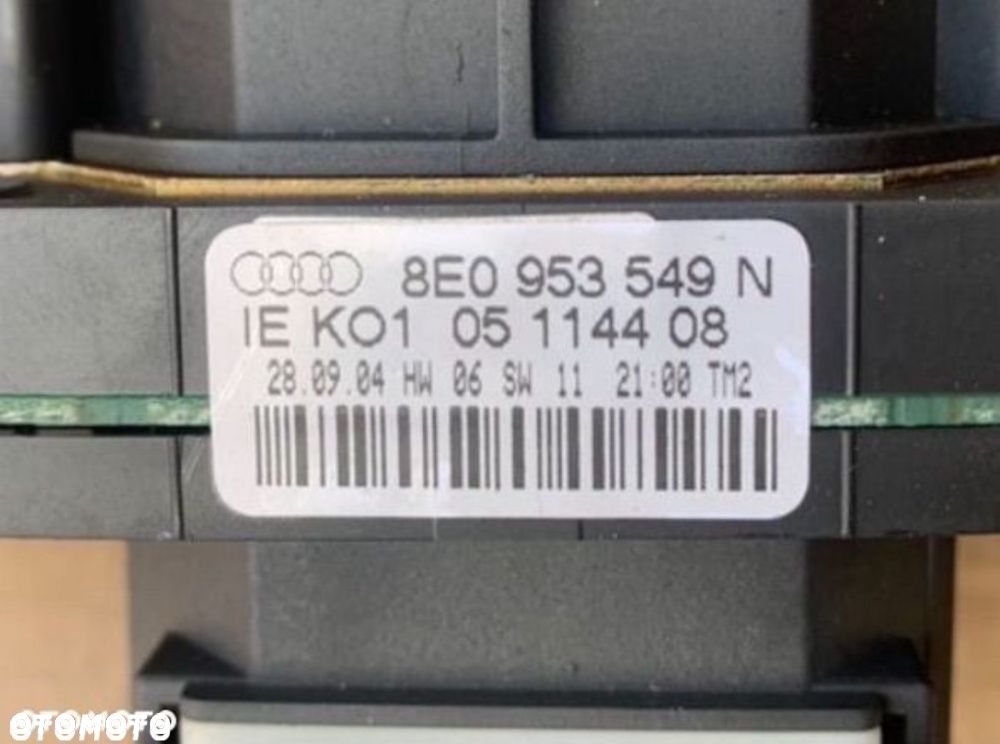 8E0 953 549 N
IE KO1 05 1144 08
28.09.04 HW 06 SW 11 21:00 TM2
OTOMOTO